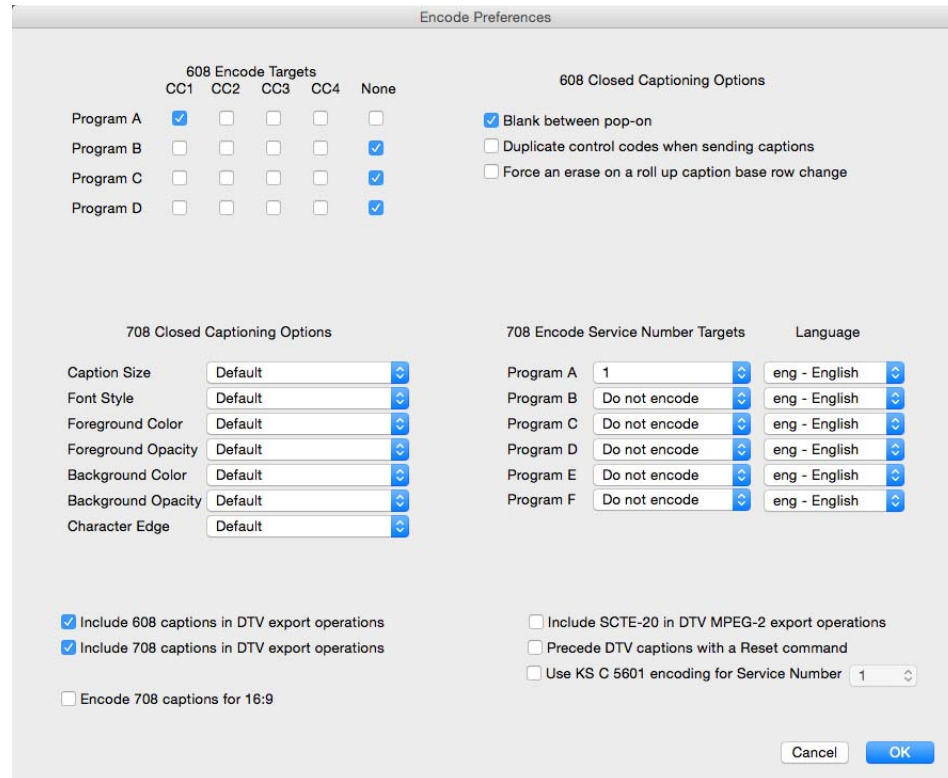 Encode Preferences
608 Encode Targets
CC1 CC2 CC3 CC4 None
Program A
Program B
Program C
Program D
608 Closed Captioning Options
Blank between pop-on
Duplicate control codes when sending captions
Force an erase on a roll up caption base row change
708 Closed Captioning Options
Caption Size Default
Font Style Default
Foreground Color Default
Foreground Opacity Default
Background Color Default
Background Opacity Default
Character Edge Default
708 Encode Service Number Targets Language
Program A 1 eng - English
Program B Do not encode eng - English
Program C Do not encode eng - English
Program D Do not encode eng - English
Program E Do not encode eng - English
Program F Do not encode eng - English
Include 608 captions in DTV export operations
Include 708 captions in DTV export operations
Encode 708 captions for 16:9
Include SCTE-20 in DTV MPEG-2 export operations
Precede DTV captions with a Reset command
Use KS C 5601 encoding for Service Number 1
Cancel OK